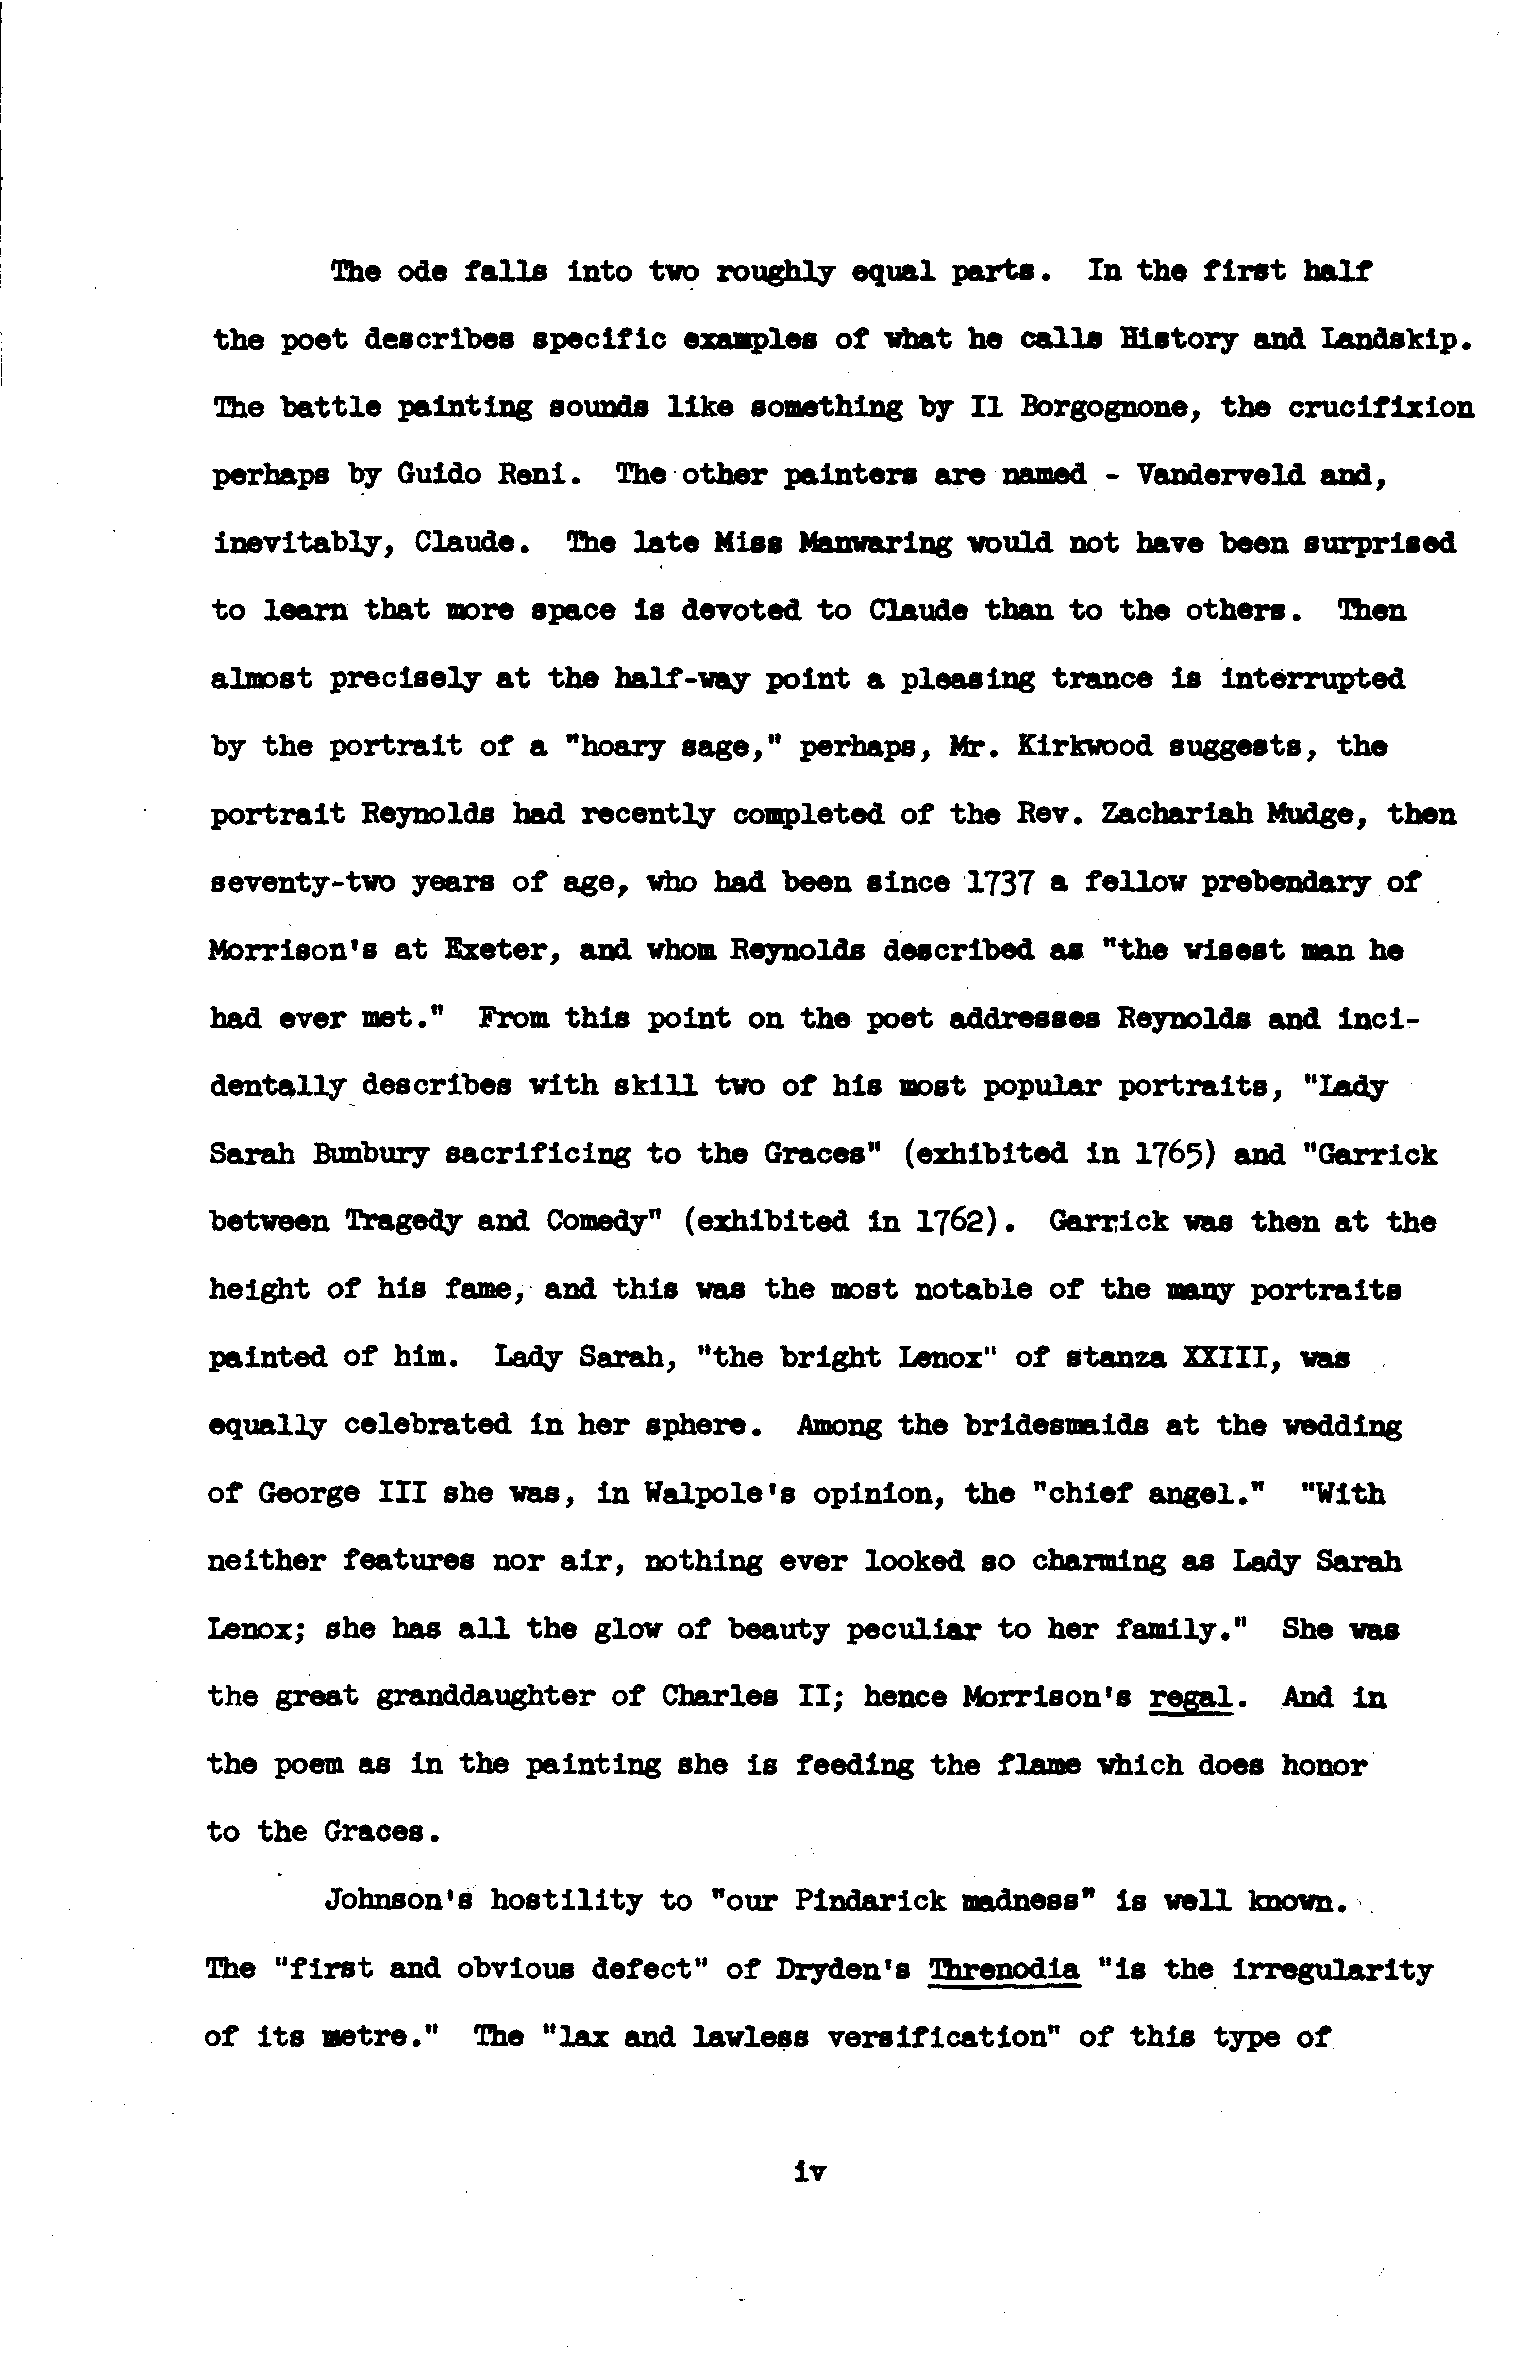 The ode falls into two roughly equal parts. In the first half
the poet describes specific examples of what he calls History and Landskip.
The battle painting sounds like something by Il Borgognone, the crucifixion
perhaps by Guido Reni. The other painters are named - Vanderveld and,
inevitably, Claude. The late Miss Manwaring would not have been surprised
to learn that more space is devoted to Claude than to the others. Then
almost precisely at the half-way point a pleasing trance is interrupted
by the portrait of a "hoary sage," perhaps, Mr. Kirkwood suggests, the
portrait Reynolds had recently completed of the Rev. Zachariah Mudge, then
seventy-two years of age, who had been since 1737 a fellow prebendary of
Morrison's at Exeter, and whom Reynolds described as "the wisest man he
had ever met." From this point on the poet addresses Reynolds and inci-
dentally describes with skill two of his most popular portraits, "Lady
Sarah Bunbury sacrificing to the Graces" (exhibited in 1765) and "Garrick
between Tragedy and Comedy" (exhibited in 1762). Garrick was then at the
height of his fame, and this was the most notable of the many portraits
painted of him. Lady Sarah, "the bright Lenox" of stanza XXIII, was
equally celebrated in her sphere. Among the bridesmaids at the wedding
of George III she was, in Walpole's opinion, the "chief angel." "With
neither features nor air, nothing ever looked so charming as Lady Sarah
Lenox; she has all the glow of beauty peculiar to her family." She was
the great granddaughter of Charles II; hence Morrison's regal. And in
the poem as in the painting she is feeding the flame which does honor
to the Graces.
Johnson's hostility to "our Pindarick madness" is well known.
The "first and obvious defect" of Dryden's Threnodia "is the irregularity
of its metre." The "lax and lawless versification" of this type of
iv